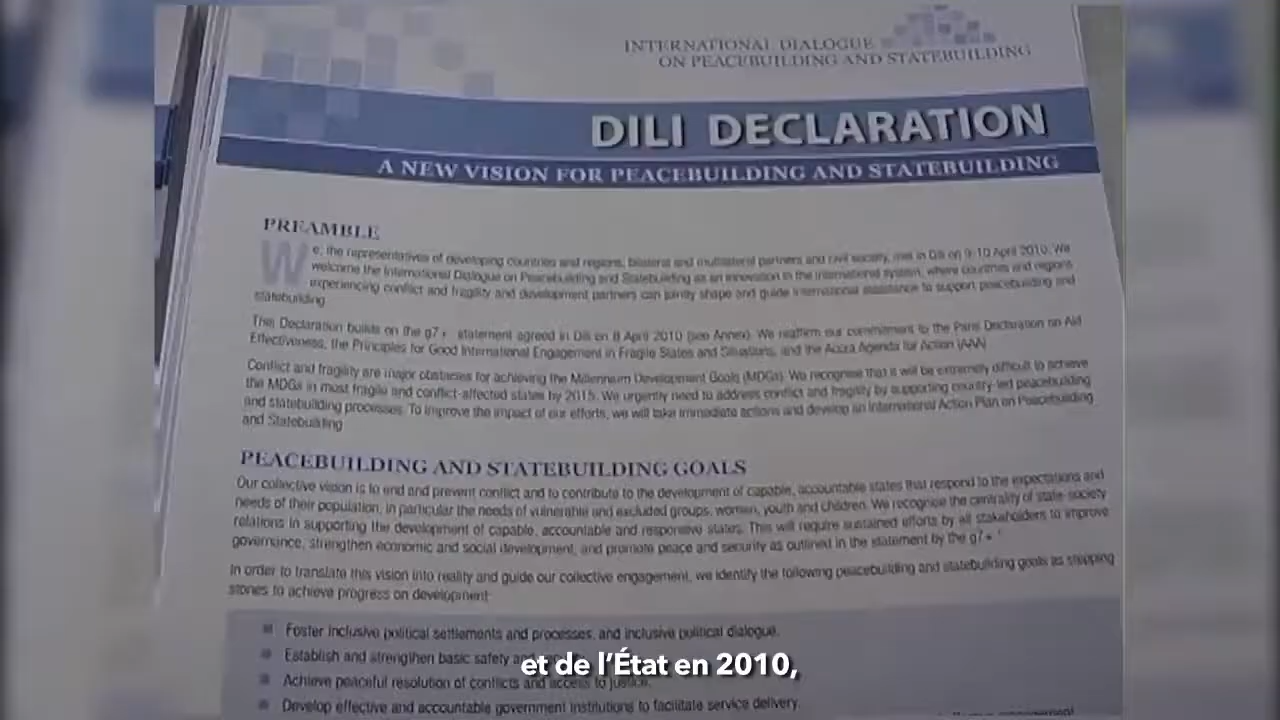 INTERNATIONAL DIALOGUE
ON PEACEBUILDING AND STATEBUILDING
DILI DECLARATION
A NEW VISION FOR PEACEBUILDING AND STATEBUILDING
PREAMBLE
We, the representatives of developing countries and regions, bilateral and multilateral partners and civil society, met in Dili on 9-10 April 2010. We
welcome the International Dialogue on Peacebuilding and Statebuilding as an innovation in the international system, where countries and regions
experiencing conflict and fragility and development partners can jointly shape and guide international assistance to support peacebuilding and
statebuilding.
This Declaration builds on the g7+ statement agreed in Dili on 8 April 2010 (see Annex). We reaffirm our commitment to the Paris Declaration on Aid
Effectiveness, the Principles for Good International Engagement in Fragile States and Situations, and the Accra Agenda for Action (AAA).
Conflict and fragility are major obstacles for achieving the Millennium Development Goals (MDGs). We recognise that it will be extremely difficult to achieve
the MDGs in most fragile and conflict-affected states by 2015. We urgently need to address conflict and fragility by supporting country-led peacebuilding
and statebuilding processes. To improve the impact of our efforts, we will take immediate actions and develop an International Action Plan on Peacebuilding
and Statebuilding.
PEACEBUILDING AND STATEBUILDING GOALS
Our collective vision is to end and prevent conflict and to contribute to the development of capable, accountable states that respond to the expectations and
needs of their population, in particular the needs of vulnerable and excluded groups, women, youth and children. We recognise the centrality of state-society
relations in supporting the development of capable, accountable and responsive states. This will require sustained efforts by all stakeholders to improve
governance, strengthen economic and social development, and promote peace and security as outlined in the statement by the g7+
In order to translate this vision into reality and guide our collective engagement, we identify the following peacebuilding and statebuilding goals as stepping
stones to achieve progress on development:
Foster inclusive political settlements and processes, and inclusive political dialogue.
Establish and strengthen basic safety and
Achieve peaceful resolution of conflicts and access to justice.
et de l'État en 2010,
Develop effective and accountable government institutions to facilitate service delivery.